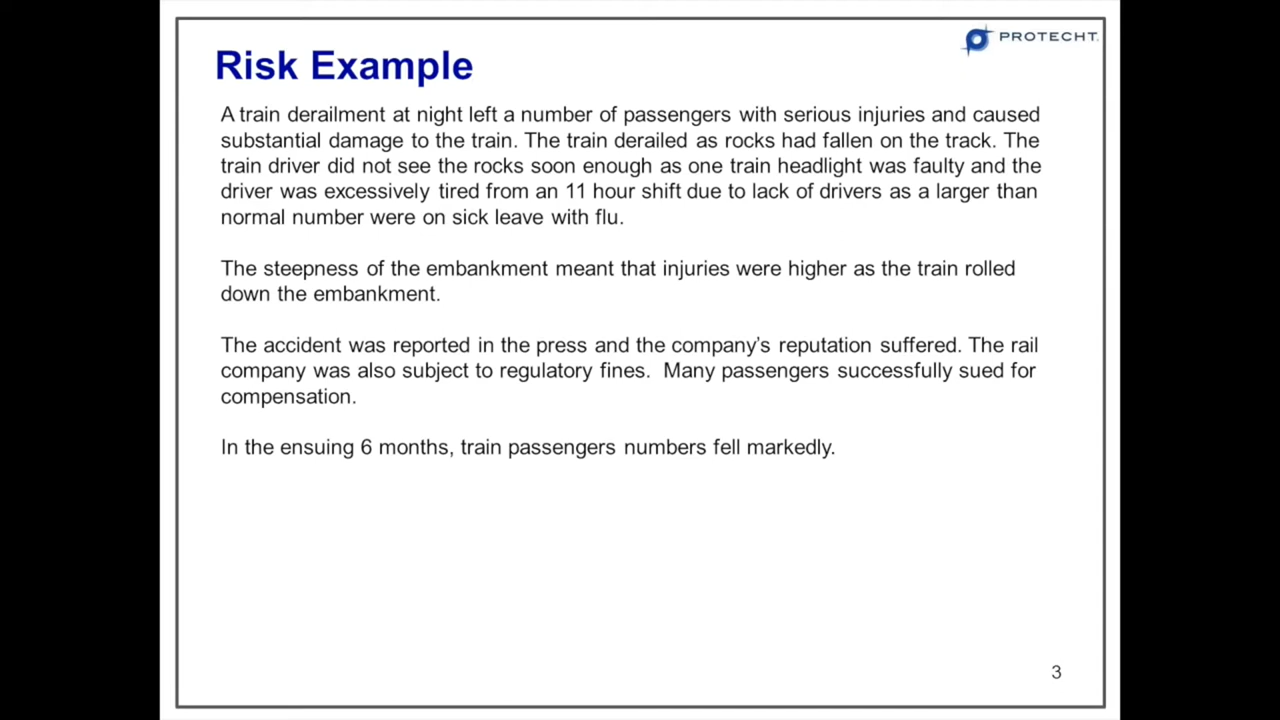 PROTECHT
Risk Example
A train derailment at night left a number of passengers with serious injuries and caused
substantial damage to the train. The train derailed as rocks had fallen on the track. The
train driver did not see the rocks soon enough as one train headlight was faulty and the
driver was excessively tired from an 11 hour shift due to lack of drivers as a larger than
normal number were on sick leave with flu.
The steepness of the embankment meant that injuries were higher as the train rolled
down the embankment.
The accident was reported in the press and the company’s reputation suffered. The rail
company was also subject to regulatory fines.  Many passengers successfully sued for
compensation.
In the ensuing 6 months, train passengers numbers fell markedly.
3